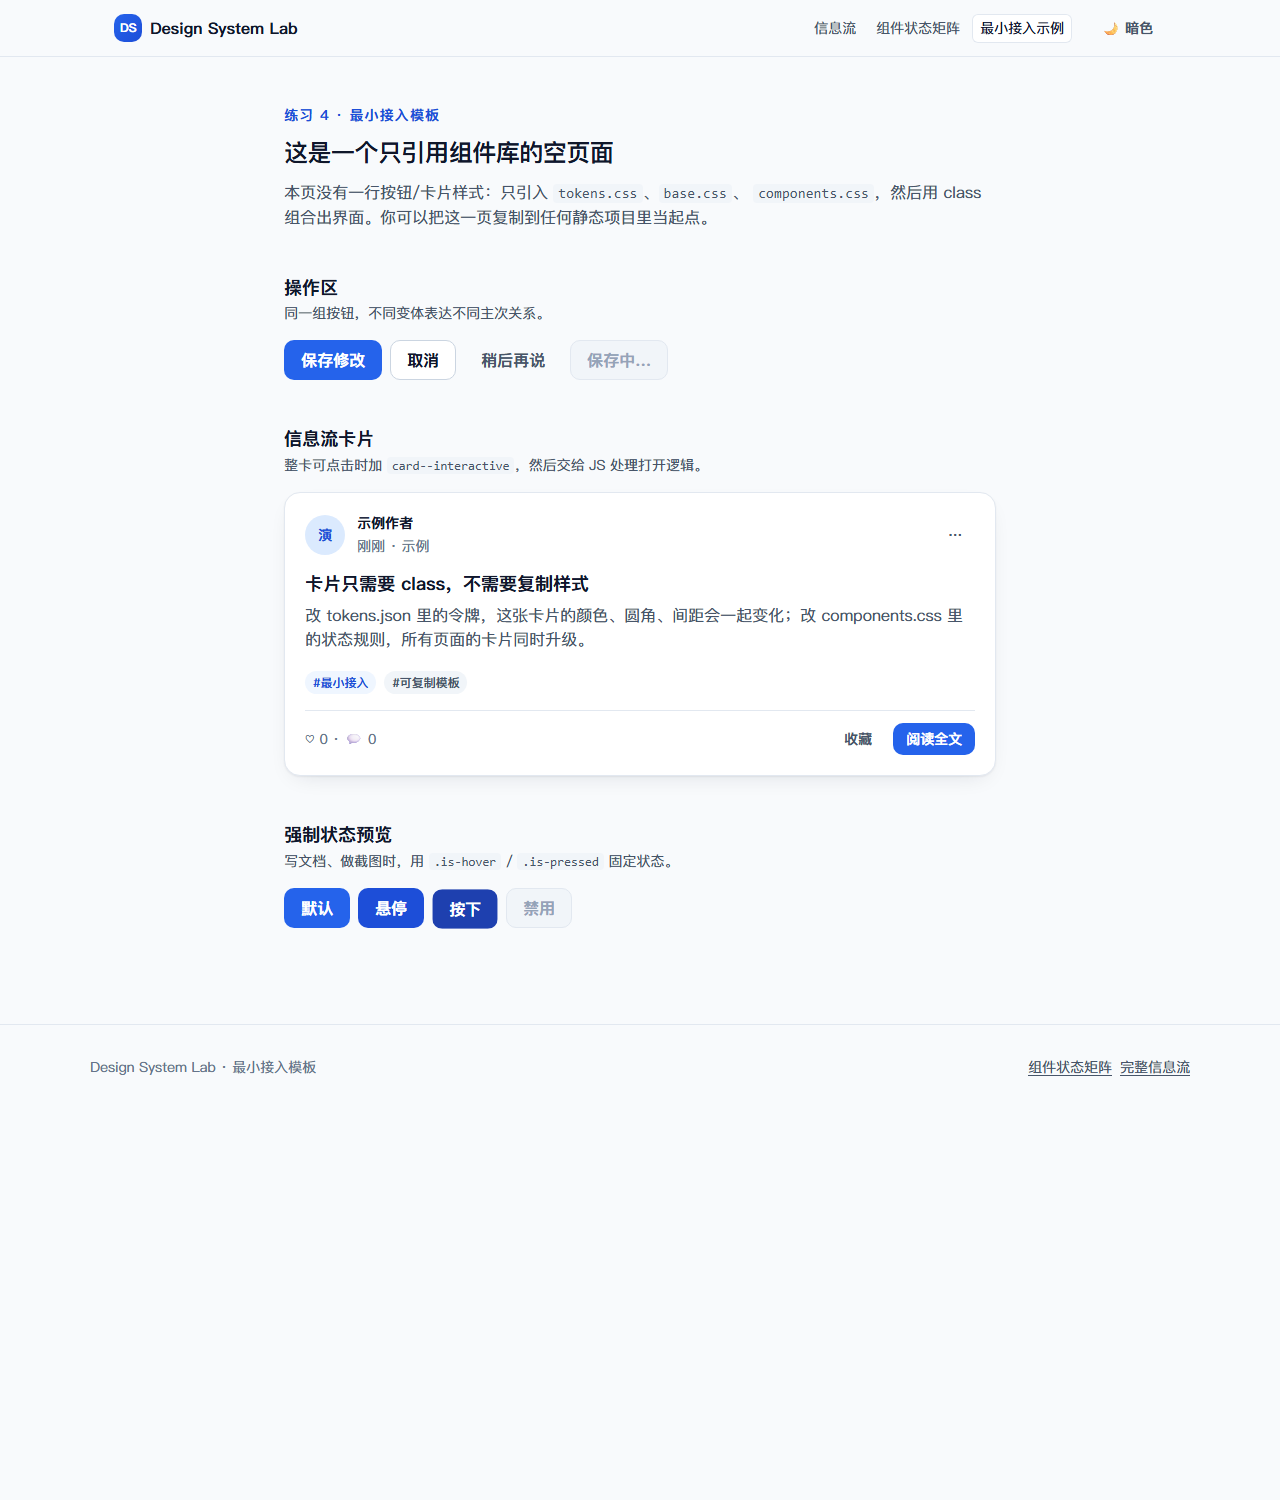 DS Design System Lab 信息流 组件状态矩阵 最小接入示例 🌙 暗色
练习 4 · 最小接入模板
这是一个只引用组件库的空页面
本页没有一行按钮/卡片样式：只引入 tokens.css、base.css、 components.css，然后用 class
组合出界面。你可以把这一页复制到任何静态项目里当起点。
操作区
同一组按钮，不同变体表达不同主次关系。
保存修改 取消 稍后再说 保存中…
信息流卡片
整卡可点击时加 card--interactive，然后交给 JS 处理打开逻辑。
演 示例作者 …
刚刚 · 示例
卡片只需要 class，不需要复制样式
改 tokens.json 里的令牌，这张卡片的颜色、圆角、间距会一起变化；改 components.css 里
的状态规则，所有页面的卡片同时升级。
#最小接入 #可复制模板
♡ 0 · 💬 0 收藏 阅读全文
强制状态预览
写文档、做截图时，用 .is-hover / .is-pressed 固定状态。
默认 悬停 按下 禁用
Design System Lab · 最小接入模板 组件状态矩阵 完整信息流